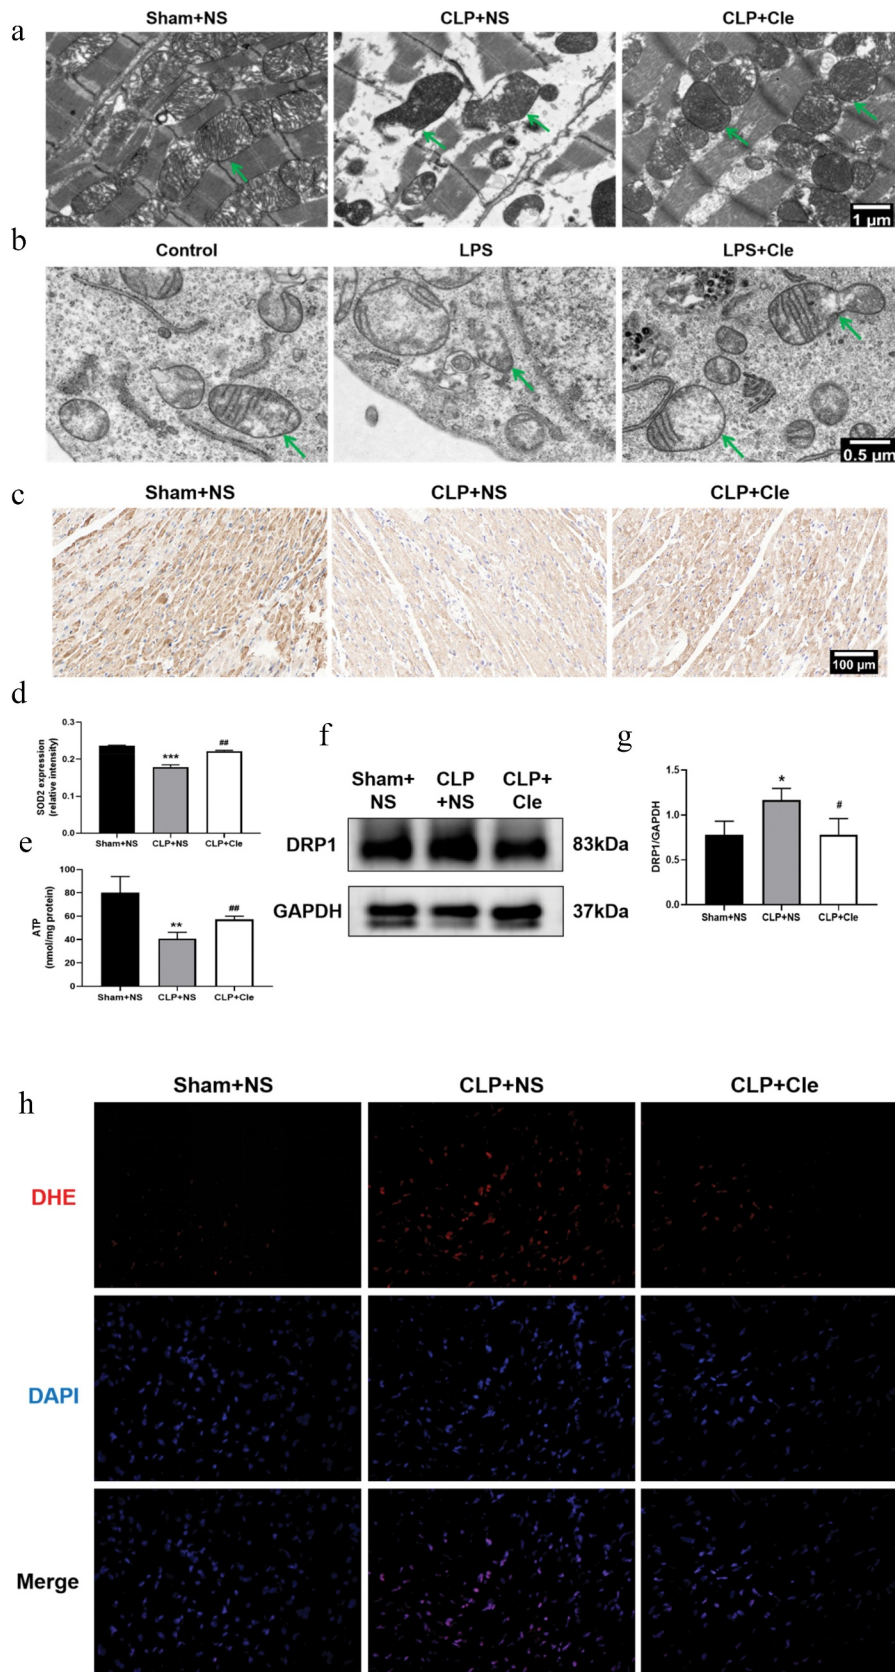 a
Sham+NS
CLP+NS
CLP+Cle
1 µm
b
Control
LPS
LPS+Cle
0.5 µm
c
Sham+NS
CLP+NS
CLP+Cle
100 µm
d
SOD2 expression
(relative intensity)
0.3
0.2
0.1
0.0
***
##
Sham+NS
CLP+NS
CLP+Cle
e
ATP
(nmol/mg protein)
100
80
60
40
20
0
**
##
Sham+NS
CLP+NS
CLP+Cle
f
Sham+
NS
CLP
+NS
CLP+
Cle
DRP1
83kDa
GAPDH
37kDa
g
DRP1/GAPDH
1.5
1.0
0.5
0.0
*
#
Sham+NS
CLP+NS
CLP+Cle
h
Sham+NS
CLP+NS
CLP+Cle
DHE
DAPI
Merge